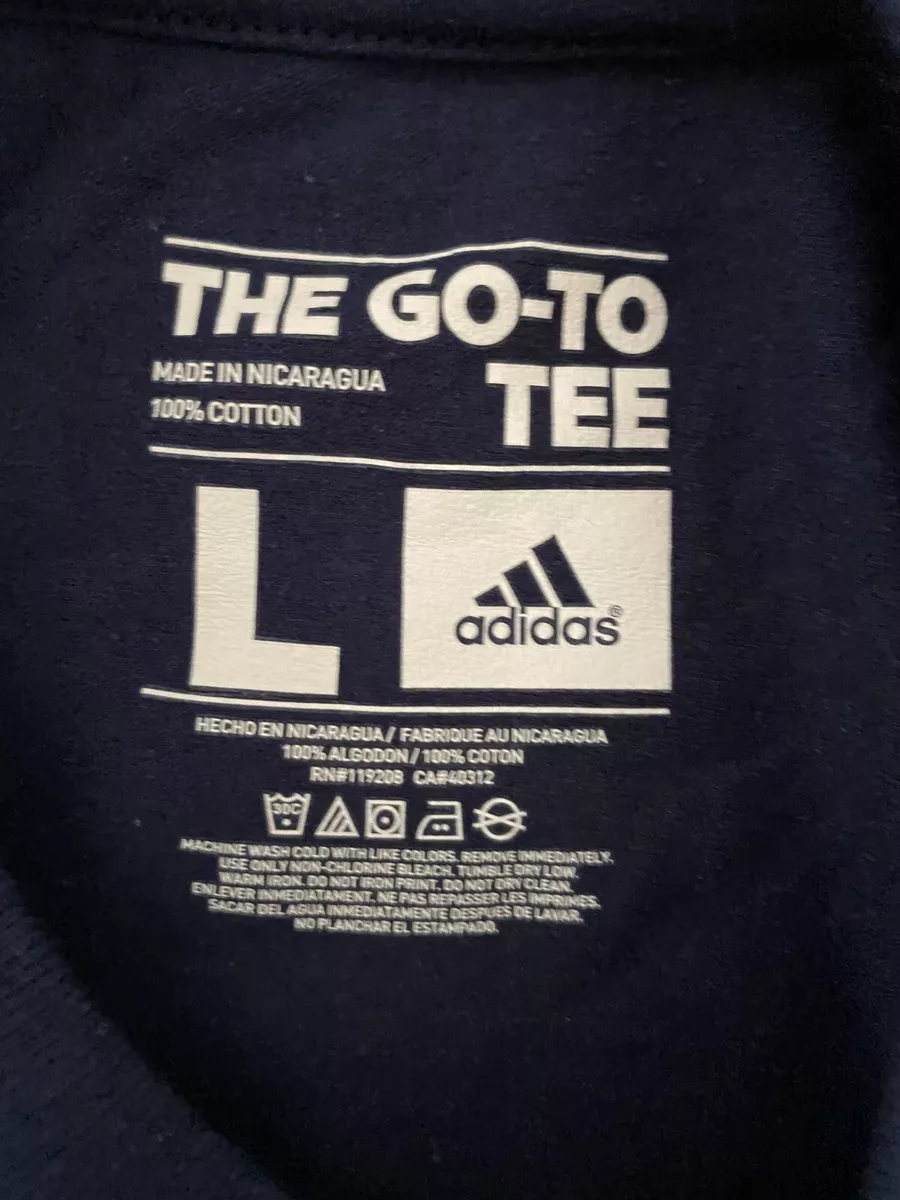 THE GO-TO
TEE
MADE IN NICARAGUA
100% COTTON
L
adidas®
HECHO EN NICARAGUA / FABRIQUE AU NICARAGUA
100% ALGODON / 100% COTON
RN#119208 CA#40312
30C
MACHINE WASH COLD WITH LIKE COLORS. REMOVE IMMEDIATELY.
USE ONLY NON-CHLORINE BLEACH. TUMBLE DRY LOW.
WARM IRON. DO NOT IRON PRINT. DO NOT DRY CLEAN.
ENLEVER IMMEDIATAMENT. NE PAS REPASSER LES IMPRIMES.
SACAR DEL AGUA INMEDIATAMENTE DESPUES DE LAVAR.
NO PLANCHAR EL ESTAMPADO.